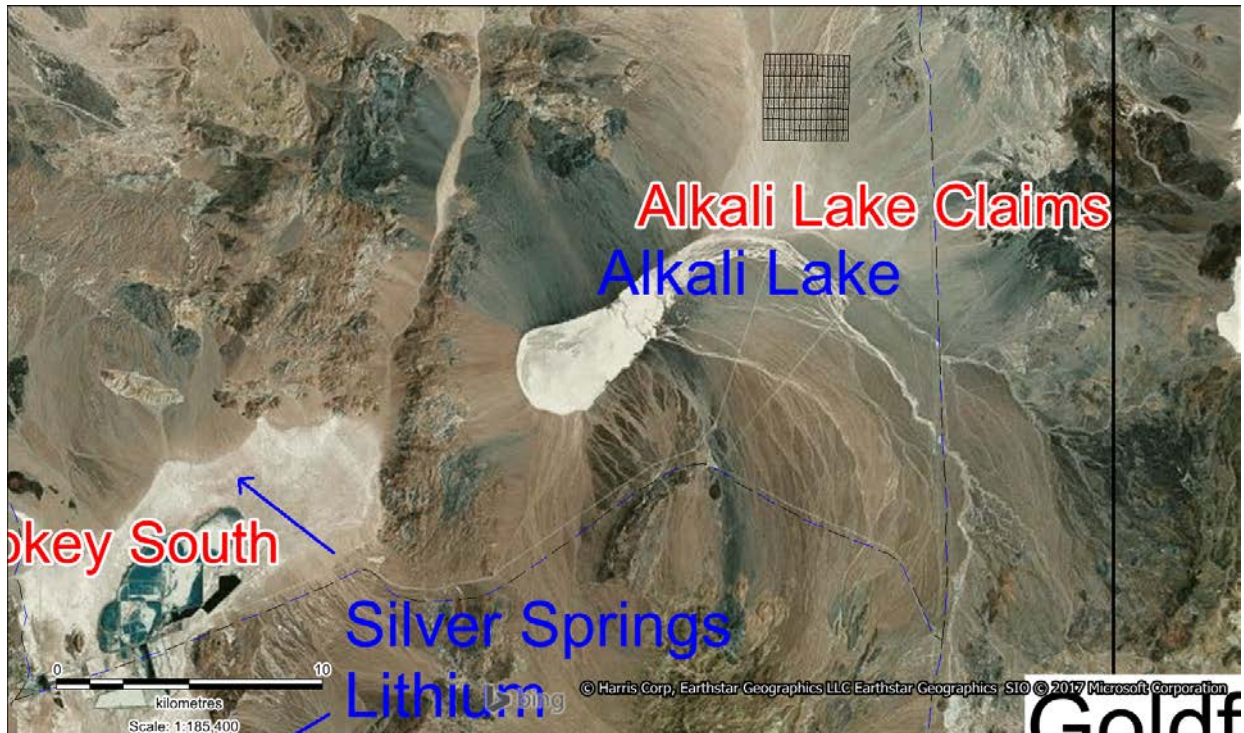 Alkali Lake Claims
Alkali Lake
okey South
Silver Springs
Lithium
0 10
kilometres
Scale: 1:185,400
bing
© Harris Corp, Earthstar Geographics LLC Earthstar Geographics SIO © 2017 Microsoft Corporation
Goldf